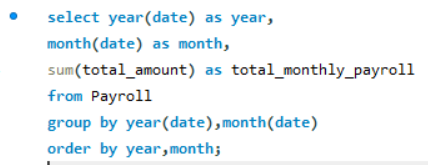 select year(date) as year,
month(date) as month,
sum(total_amount) as total_monthly_payroll
from Payroll
group by year(date),month(date)
order by year,month;